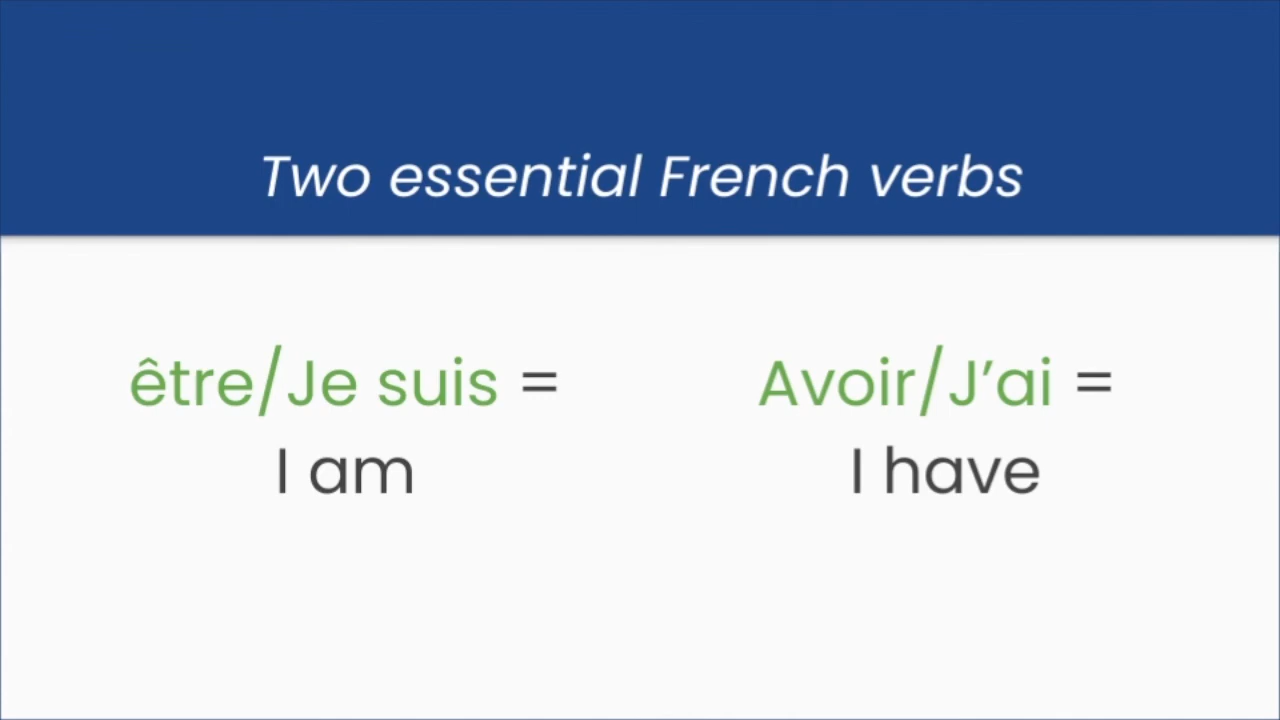 Two essential French verbs
être/Je suis =
I am
Avoir/J’ai =
I have